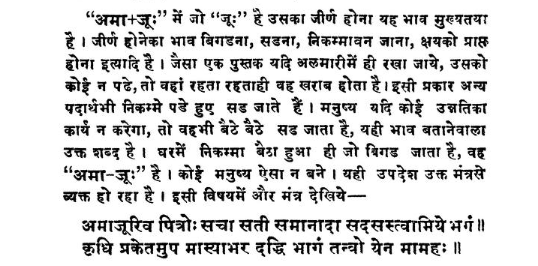 “अमा+जूः” में जो “जूः” है उसका जीर्ण होना यह भाव मुख्यतया
है । जीर्ण होनेका भाव बिगडना, सडना, निकम्मावन जाना, क्षयको प्राप्त
होना इत्यादि है । जैसा एक पुस्तक यदि अलमारीमें ही रखा जाये, उसको
कोई न पढे, तो वहां रहता रहताही वह खराब होता है । इसी प्रकार अन्य
पदार्थभी निकम्मे पडे हुए सड जाते हैं । मनुष्य यदि कोई उन्नतिका
कार्य न करेगा, तो वहभी बैठे बैठे सड जाता है, यही भाव बतानेवाला
उक्त शब्द है । घरमें निकम्मा बैठा हुआ ही जो बिगड जाता है, वह
“अमा-जूः” है । कोई मनुष्य ऐसा न बने । यही उपदेश उक्त मंत्रसे
व्यक्त हो रहा है । इसी विषयमें और मंत्र देखिये—
अमाजूरिव पित्रोः सचा सती समानादा सदसस्त्वामिये भगं॥
कृधि प्रकेतमुप मास्याभर दद्धि भागं तन्वो येन मामहः ॥